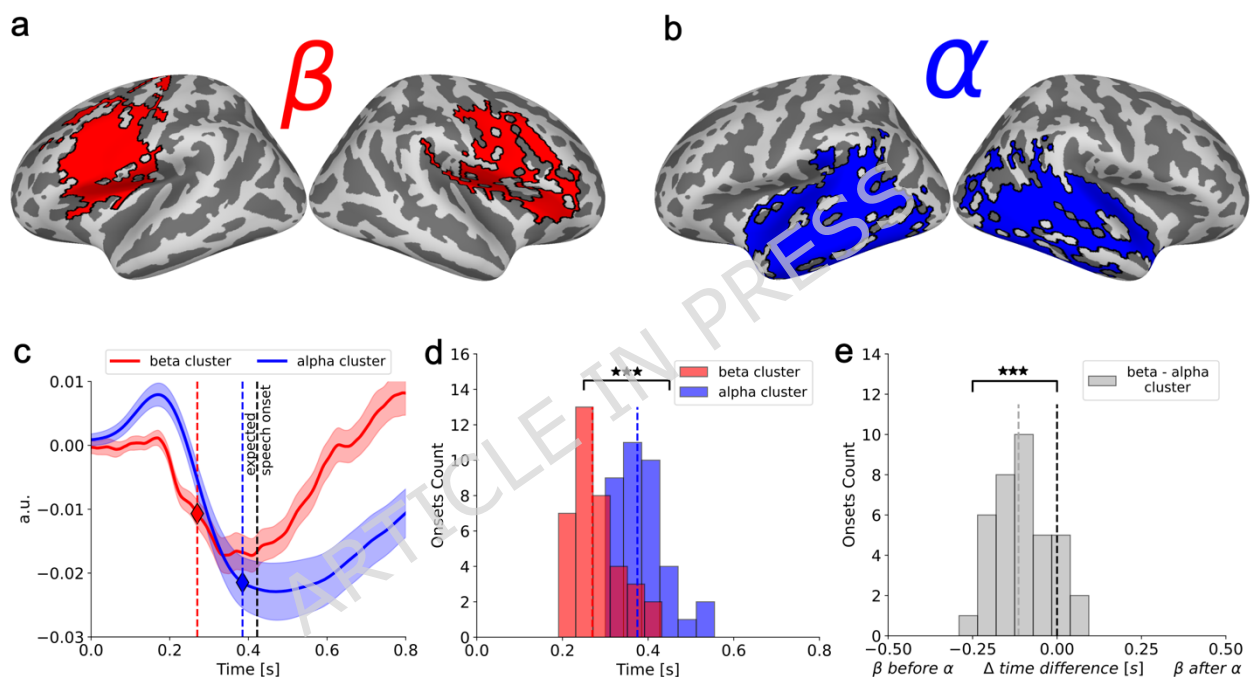 a
β
b
α
c
beta cluster
alpha cluster
0.01
0.00
−0.01
−0.02
−0.03
a.u.
expected
speech onset
0.0
0.2
0.4
0.6
0.8
Time [s]
d
16
14
12
10
8
6
4
2
0
Onsets Count
★★★
beta cluster
alpha cluster
0.0
0.2
0.4
0.6
0.8
Time [s]
e
14
12
10
8
6
4
2
0
Onsets Count
★★★
beta - alpha
cluster
−0.50
−0.25
0.00
0.25
0.50
β before α
Δ time difference [s]
β after α
ARTICLE IN PRESS